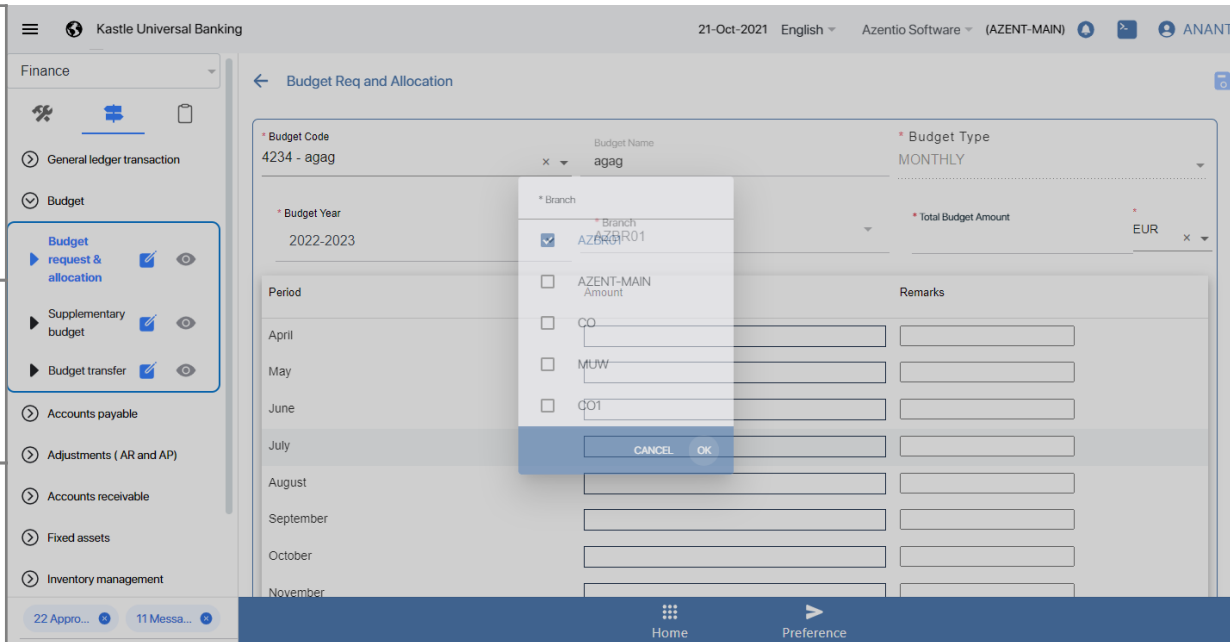 Kastle Universal Banking
21-Oct-2021 English Azentio Software (AZENT-MAIN) ANANT
Finance
Budget Req and Allocation
General ledger transaction
Budget
Budget request & allocation
Supplementary budget
Budget transfer
Accounts payable
Adjustments ( AR and AP)
Accounts receivable
Fixed assets
Inventory management
22 Appro... 11 Messa...
* Budget Code
4234 - agag
Budget Name
agag
* Budget Type
MONTHLY
* Budget Year
2022-2023
* Branch
AZBR01
* Total Budget Amount
*
EUR
Period Amount Remarks
April
May
June
July
August
September
October
November
* Branch
AZBR01
AZENT-MAIN
CO
MUW
CO1
CANCEL OK
Home Preference